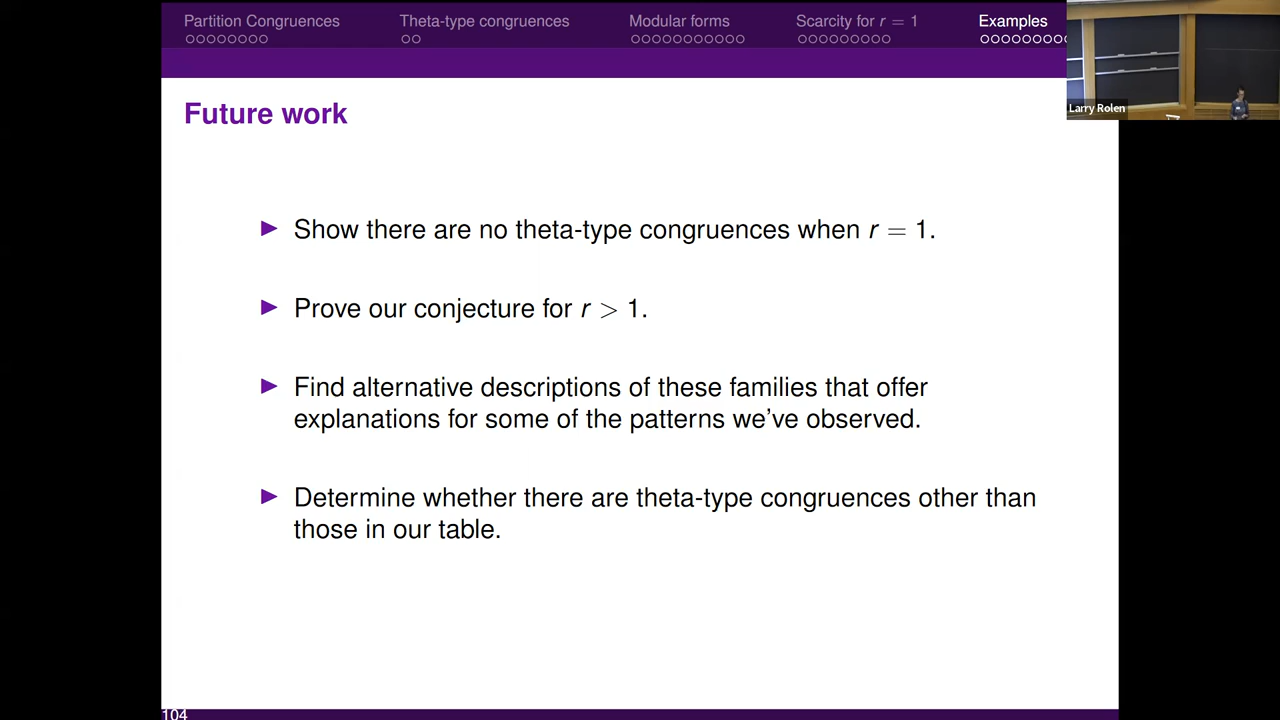 Partition Congruences
Theta-type congruences
Modular forms
Scarcity for r = 1
Examples
Larry Rolen
Future work
▶ Show there are no theta-type congruences when r = 1.
▶ Prove our conjecture for r > 1.
▶ Find alternative descriptions of these families that offer
explanations for some of the patterns we've observed.
▶ Determine whether there are theta-type congruences other than
those in our table.
104